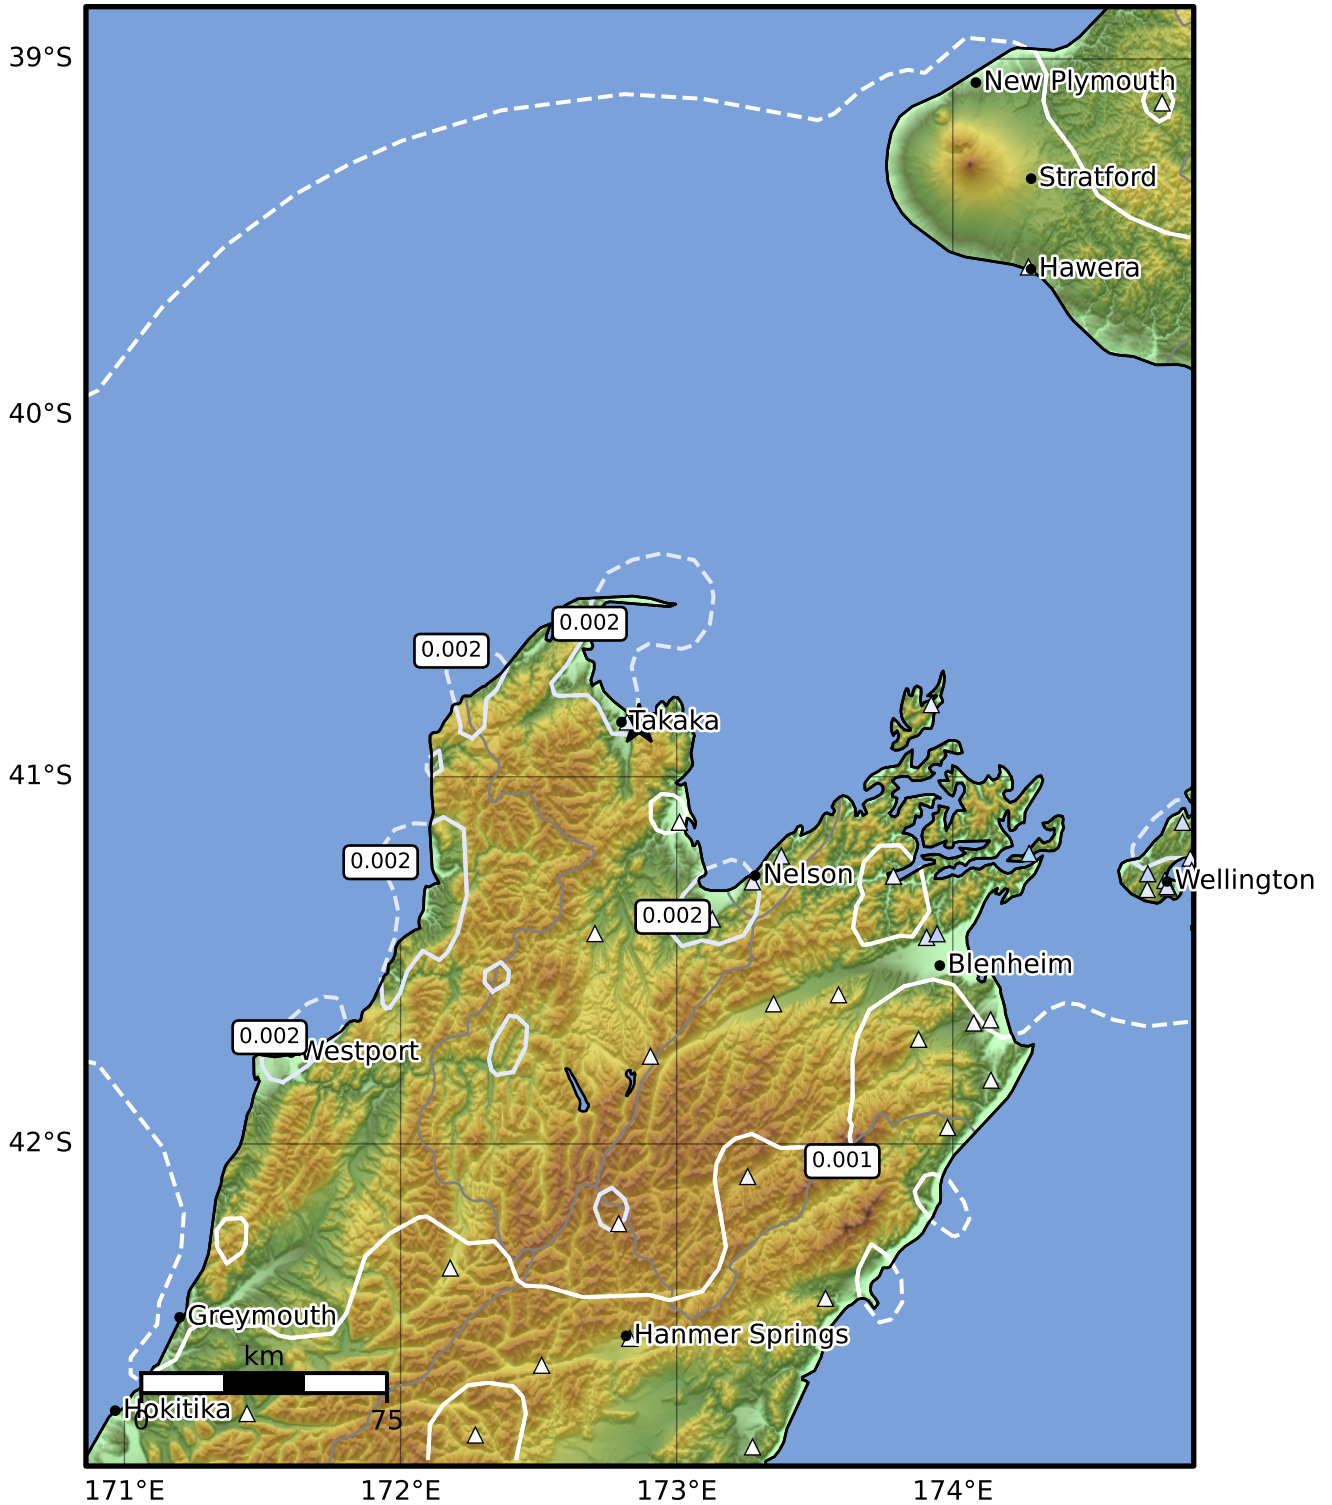 39°S
New Plymouth
Stratford
Hawera
40°S
0.002
0.002
Takaka
41°S
0.002
Nelson
Wellington
0.002
Blenheim
0.002
Westport
42°S
0.001
Greymouth
Hanmer Springs
km
Hokitika
0
75
171°E
172°E
173°E
174°E